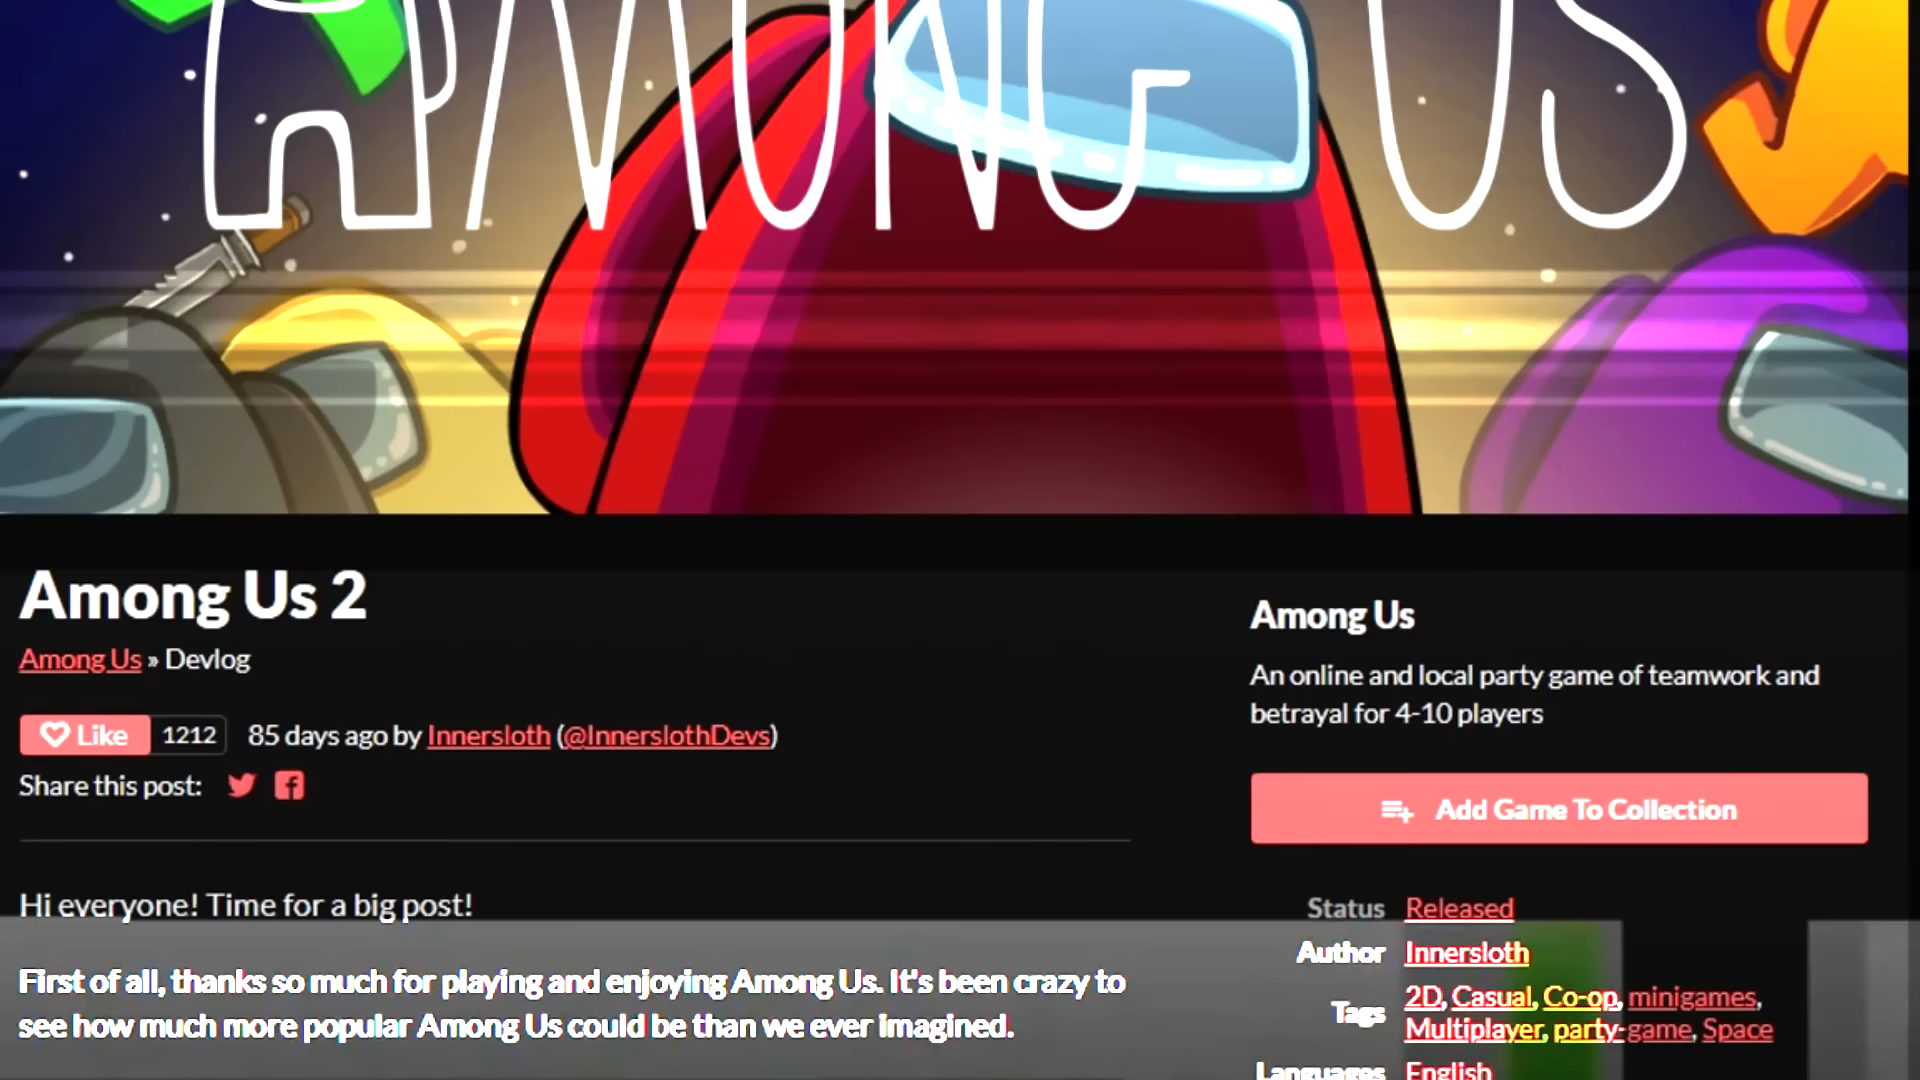 AMONG US
Among Us 2
Among Us » Devlog
Like 1212 85 days ago by Innersloth (@InnerslothDevs)
Share this post:
Hi everyone! Time for a big post!
First of all, thanks so much for playing and enjoying Among Us. It's been crazy to
see how much more popular Among Us could be than we ever imagined.
Among Us
An online and local party game of teamwork and
betrayal for 4-10 players
Add Game To Collection
Status Released
Author Innersloth
Tags 2D, Casual, Co-op, minigames,
Multiplayer, party-game, Space
Languages English